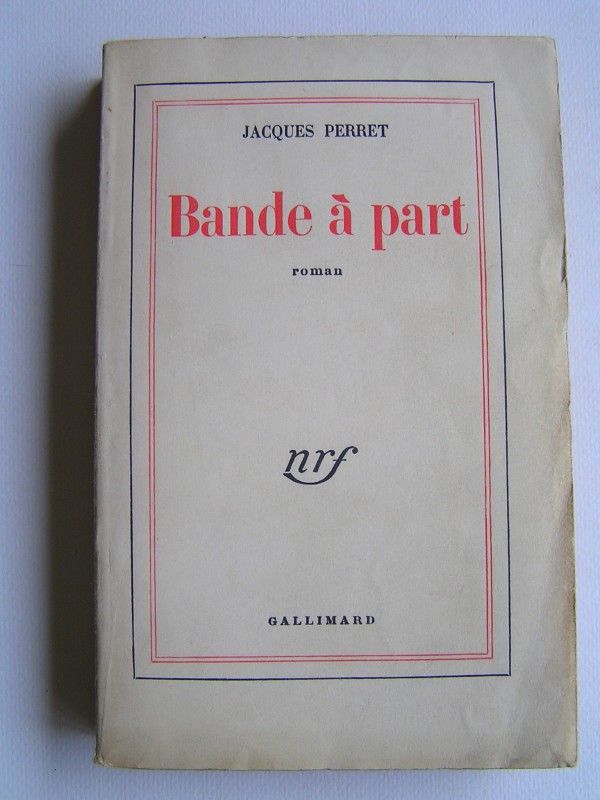 JACQUES PERRET
Bande à part
roman
nrf
GALLIMARD